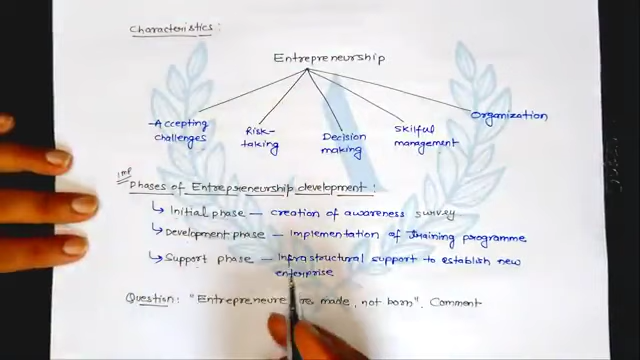 Characteristics:
Entrepreneurship
Accepting challenges
Risk-taking
Decision making
Skilful management
Organization
Imp
Phases of Entrepreneurship development:
Initial phase — creation of awareness survey
Development phase — Implementation of training programme
Support phase — Infrastructural support to establish new
enterprise
Question: "Entrepreneurs are made, not born". Comment